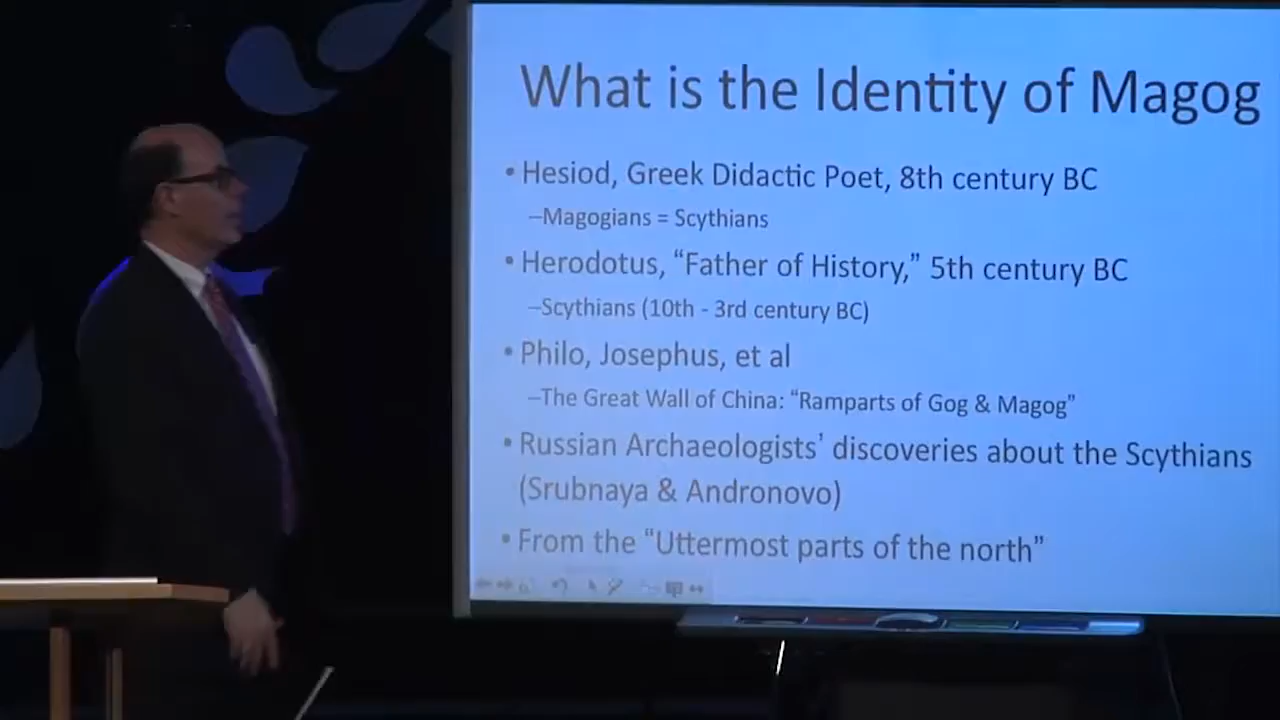 What is the Identity of Magog
• Hesiod, Greek Didactic Poet, 8th century BC
–Magogians = Scythians
• Herodotus, “Father of History,” 5th century BC
–Scythians (10th - 3rd century BC)
• Philo, Josephus, et al
–The Great Wall of China: “Ramparts of Gog & Magog”
• Russian Archaeologists’ discoveries about the Scythians
(Srubnaya & Andronovo)
• From the “Uttermost parts of the north”